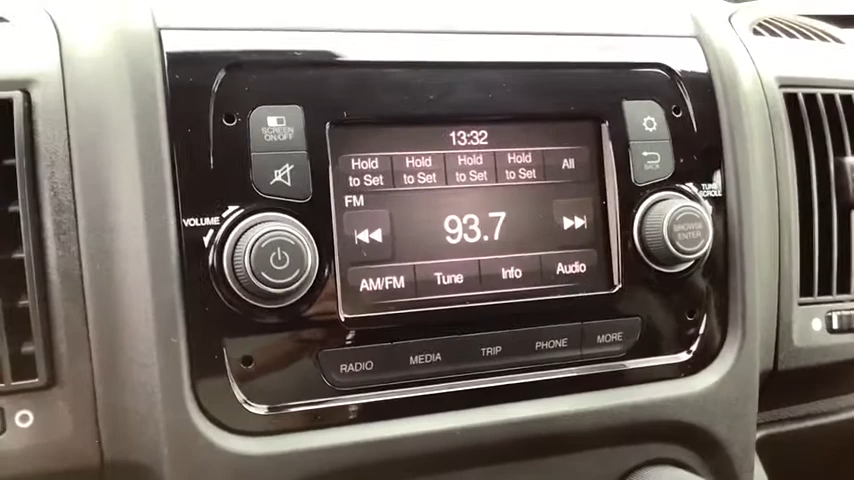 13:32
SCREEN
ON/OFF
Hold
to Set
Hold
to Set
Hold
to Set
Hold
to Set
All
BACK
FM
VOLUME
TUNE
SCROLL
93.7
BROWSE
ENTER
AM/FM
Tune
Info
Audio
RADIO
MEDIA
TRIP
PHONE
MORE